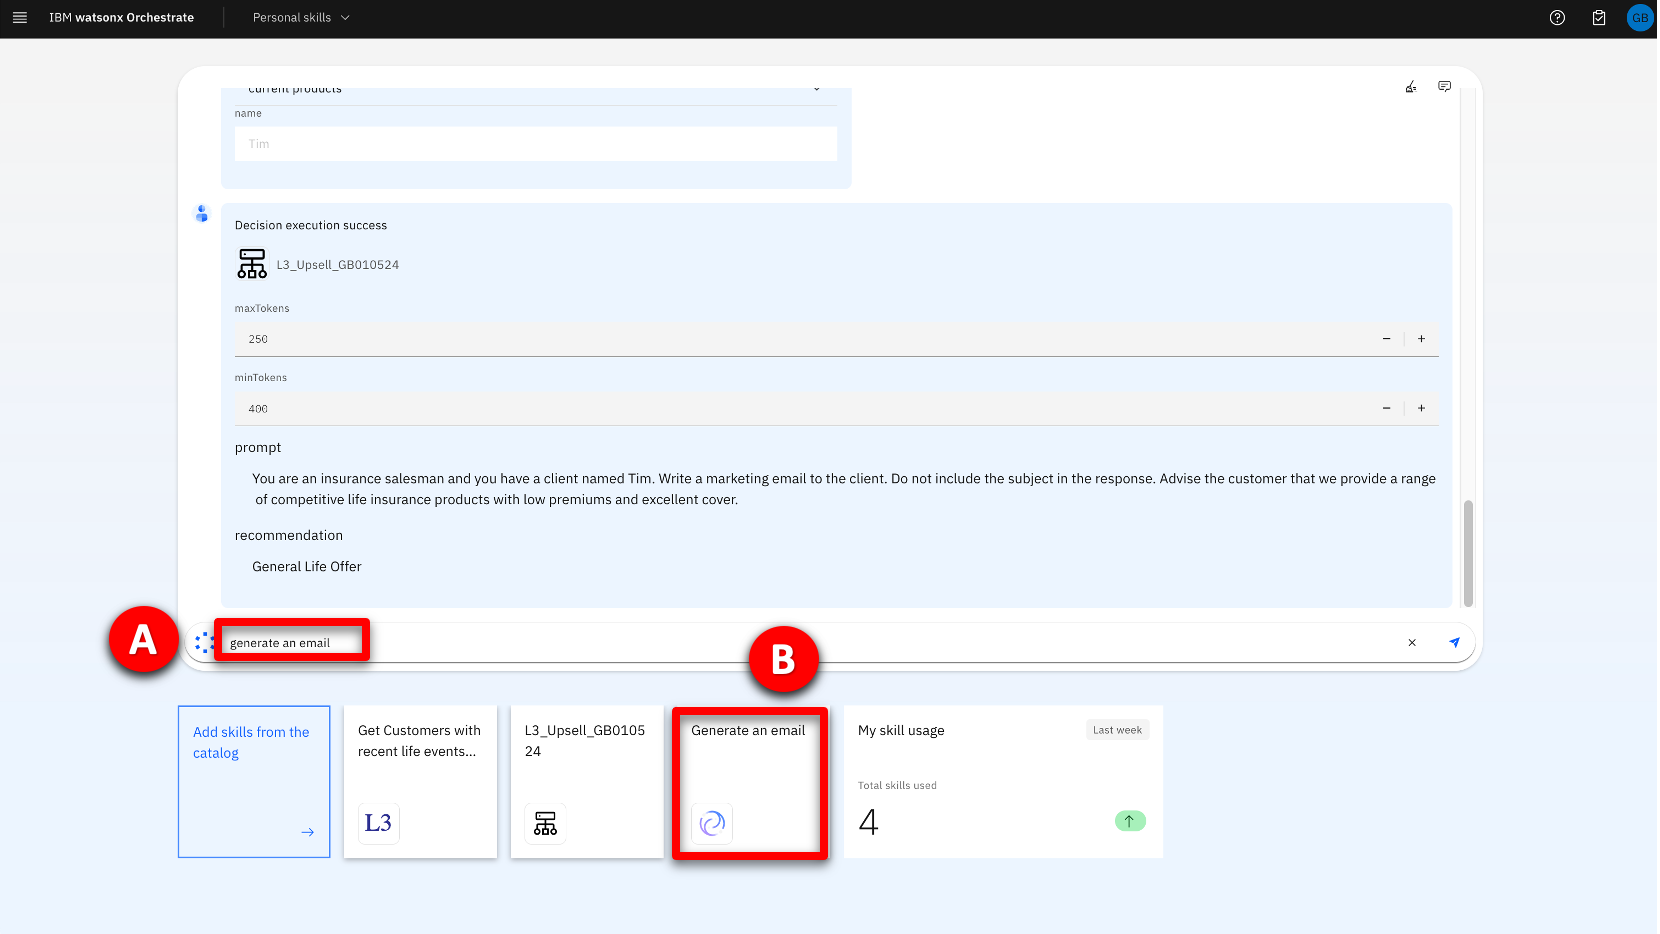 IBM watsonx Orchestrate
Personal skills
GB
current products
name
Tim
Decision execution success
L3_Upsell_GB010524
maxTokens
250
minTokens
400
prompt
You are an insurance salesman and you have a client named Tim. Write a marketing email to the client. Do not include the subject in the response. Advise the customer that we provide a range
of competitive life insurance products with low premiums and excellent cover.
recommendation
General Life Offer
A
generate an email
B
Add skills from the
catalog
Get Customers with
recent life events...
L3
L3_Upsell_GB0105
24
Generate an email
My skill usage
Last week
Total skills used
4